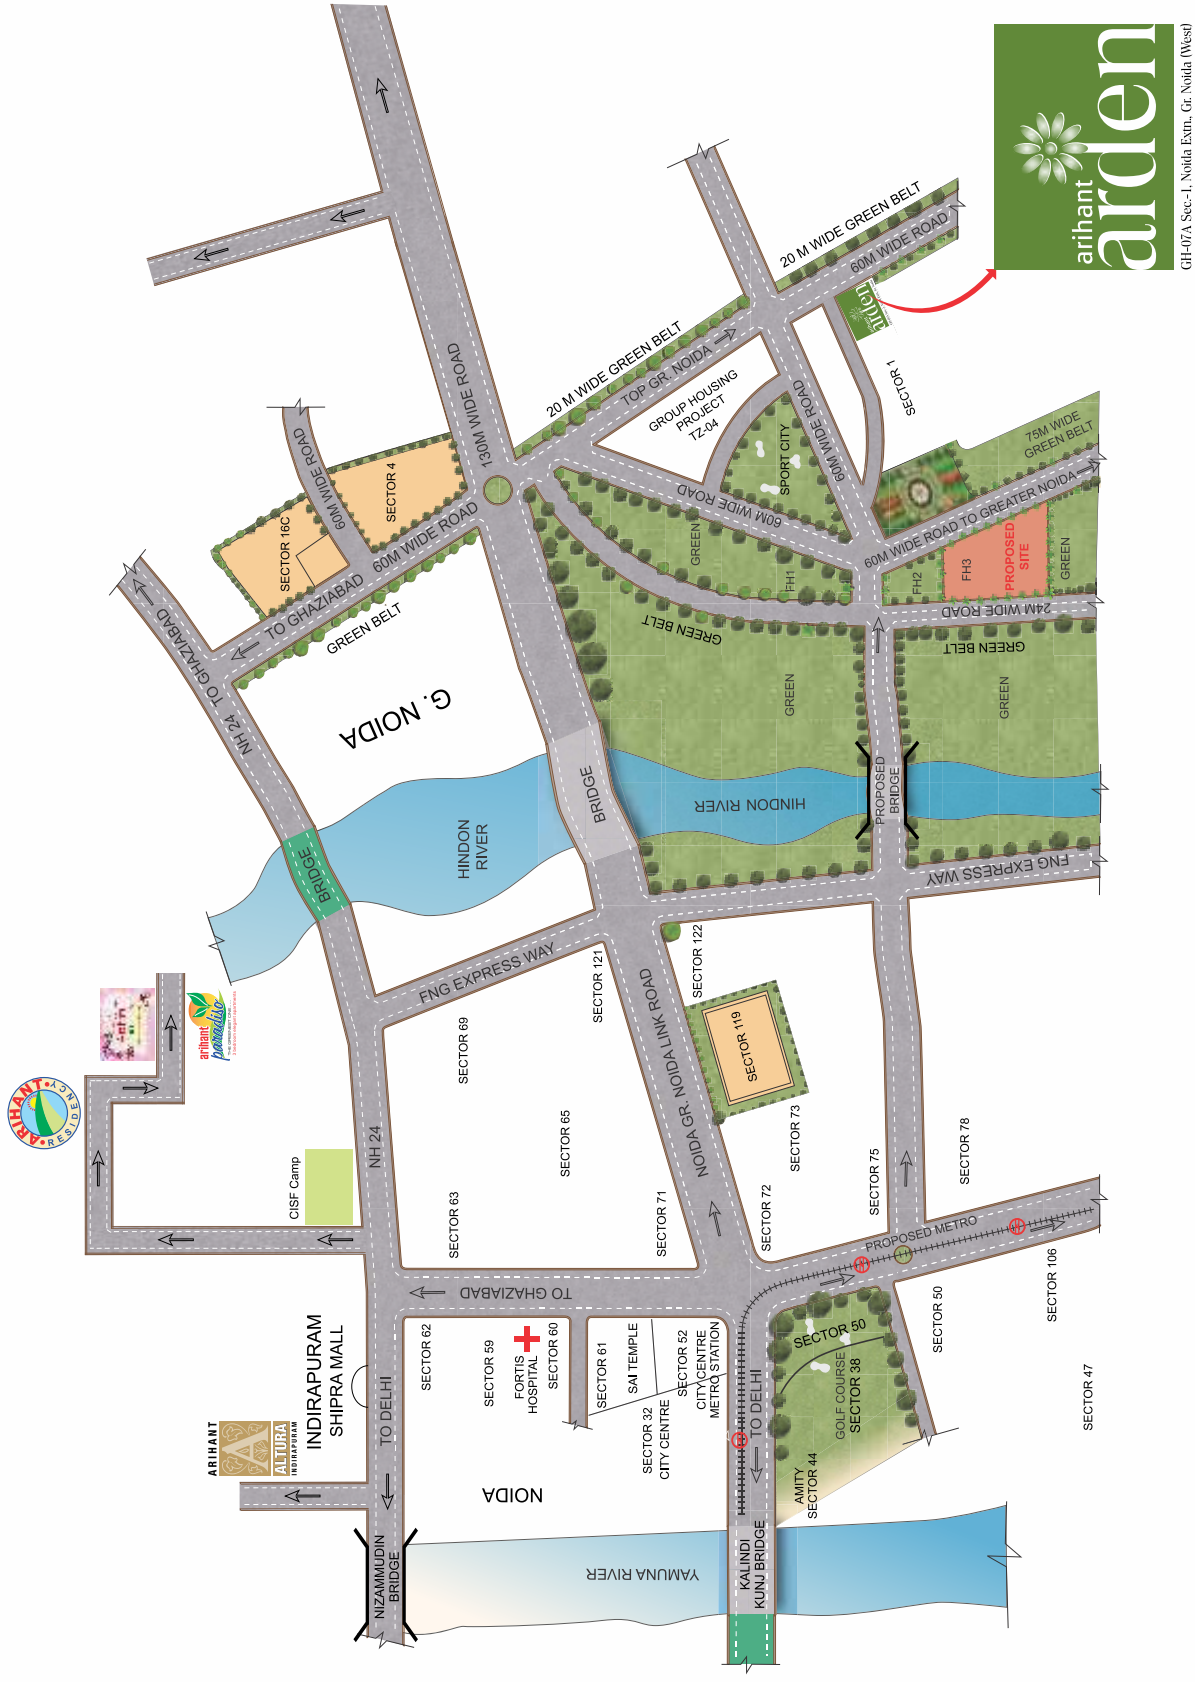 arihant
arden
GH-07A Sec.-1, Noida Extn., Gr. Noida (West)
20 M WIDE GREEN BELT
60M WIDE ROAD
arden
SECTOR 1
130M WIDE ROAD
20 M WIDE GREEN BELT
TOP GR. NOIDA
GROUP HOUSING
PROJECT
TZ-04
SPORT CITY
60M WIDE ROAD
60M WIDE ROAD
75M WIDE
GREEN BELT
60M WIDE ROAD TO GREATER NOIDA
60M WIDE ROAD
SECTOR 4
SECTOR 16C
TO GHAZIABAD
60M WIDE ROAD
GREEN BELT
NH 24
TO GHAZIABAD
G. NOIDA
GREEN
FH1
FH2
FH3
PROPOSED
SITE
GREEN
24M WIDE ROAD
GREEN BELT
GREEN BELT
GREEN
GREEN
BRIDGE
BRIDGE
HINDON
RIVER
HINDON RIVER
PROPOSED
BRIDGE
FNG EXPRESS WAY
FNG EXPRESS WAY
SECTOR 121
SECTOR 122
NOIDA GR. NOIDA LINK ROAD
SECTOR 119
SECTOR 69
SECTOR 65
SECTOR 63
SECTOR 71
SECTOR 73
SECTOR 72
SECTOR 75
SECTOR 78
ARIHANT
RESIDENCY
arihant
paradiso
CISF Camp
NH 24
TO GHAZIABAD
PROPOSED METRO
SECTOR 106
SECTOR 50
SECTOR 47
INDIRAPURAM
SHIPRA MALL
ARIHANT
A
ALTURA
INDIRAPURAM
TO DELHI
SECTOR 62
SECTOR 59
FORTIS
HOSPITAL
SECTOR 60
SECTOR 61
SAI TEMPLE
SECTOR 52
CITY CENTRE
METRO STATION
SECTOR 32
CITY CENTRE
TO DELHI
SECTOR 50
GOLF COURSE
SECTOR 38
AMITY
SECTOR 44
NOIDA
NIZAMMUDIN
BRIDGE
YAMUNA RIVER
KALINDI
KUNJ BRIDGE